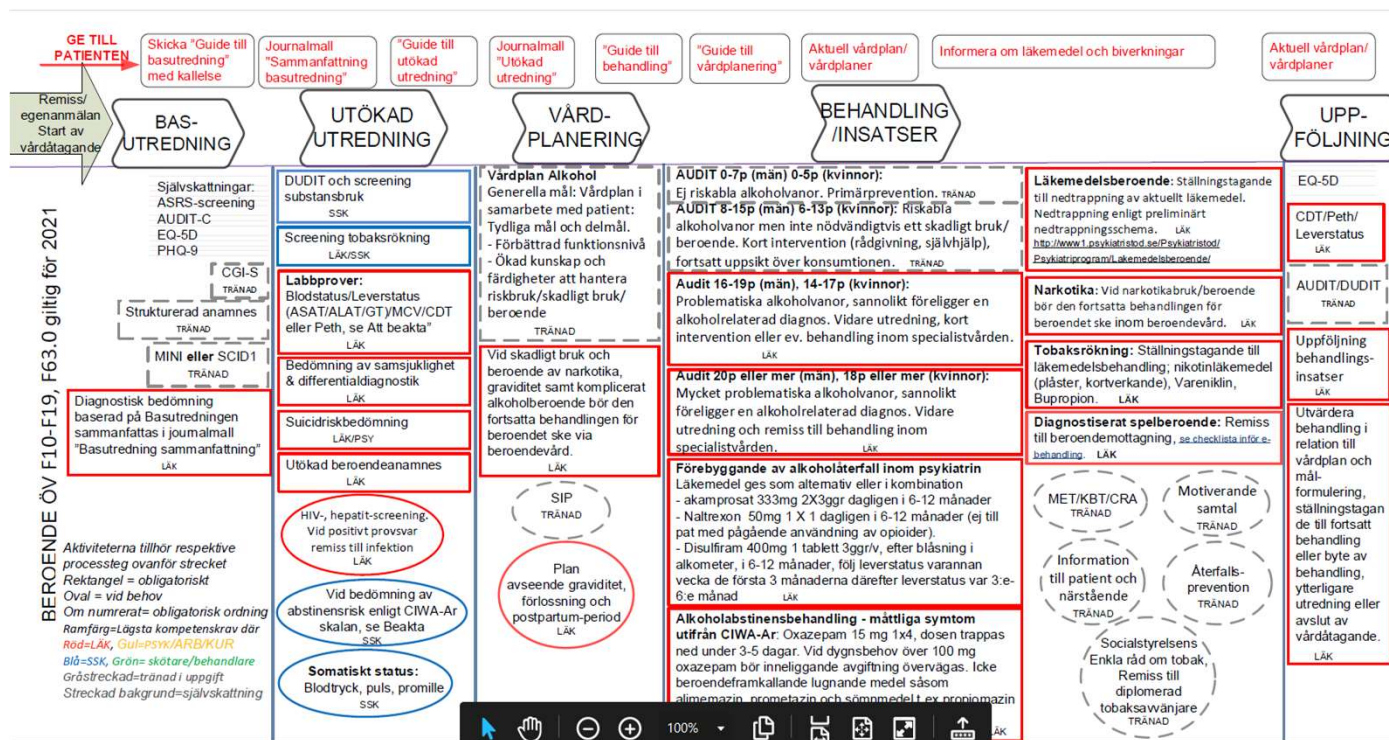 GE TILL
PATIENTEN
Skicka "Guide till
basutredning"
med kallelse
Journalmall
"Sammanfattning
basutredning"
"Guide till
utökad
utredning"
Journalmall
"Utökad
utredning"
"Guide till
behandling"
"Guide till
vårdplanering"
Aktuell vårdplan/
vårdplaner
Informera om läkemedel och biverkningar
Aktuell vårdplan/
vårdplaner
Remiss/
egenanmälan
Start av
vårdåtagande
BAS-
UTREDNING
UTÖKAD
UTREDNING
VÅRD-
PLANERING
BEHANDLING
/INSATSER
UPP-
FÖLJNING
BEROENDE ÖV F10-F19, F63.0 giltig för 2021
Självskattningar:
ASRS-screening
AUDIT-C
EQ-5D
PHQ-9
CGI-S
TRÄNAD
Strukturerad anamnes
TRÄNAD
MINI eller SCID1
TRÄNAD
Diagnostisk bedömning
baserad på Basutredningen
sammanfattas i journalmall
"Basutredning sammanfattning"
LÄK
Aktiviteterna tillhör respektive
processteg ovanför strecket
Rektangel = obligatoriskt
Oval = vid behov
Om numrerat= obligatorisk ordning
Ramfärg=Lägsta kompetenskrav där
Röd=LÄK, Gul=PSYK/ARB/KUR
Blå=SSK, Grön= skötare/behandlare
Gråstreckad=tränad i uppgift
Streckad bakgrund=självskattning
DUDIT och screening
substansbruk
SSK
Screening tobaksrökning
LÄK/SSK
Labbprover:
Blodstatus/Leverstatus
(ASAT/ALAT/GT)/MCV/CDT
eller Peth, se Att beakta"
LÄK
Bedömning av samsjuklighet
& differentialdiagnostik
LÄK
Suicidriskbedömning
LÄK/PSY
Utökad beroendeanamnes
LÄK
HIV-, hepatit-screening.
Vid positivt provsvar
remiss till infektion
LÄK
Vid bedömning av
abstinensrisk enligt CIWA-Ar
skalan, se Beakta
SSK
Somatiskt status:
Blodtryck, puls, promille
SSK
Vårdplan Alkohol
Generella mål: Vårdplan i
samarbete med patient:
Tydliga mål och delmål.
- Förbättrad funktionsnivå
- Ökad kunskap och
färdigheter att hantera
riskbruk/skadligt bruk/
beroende
TRÄNAD
Vid skadligt bruk och
beroende av narkotika,
graviditet samt komplicerat
alkoholberoende bör den
fortsatta behandlingen för
beroendet ske via
beroendevård.
LÄK
SIP
TRÄNAD
Plan
avseende graviditet,
förlossning och
postpartum-period
LÄK
AUDIT 0-7p (män) 0-5p (kvinnor):
Ej riskabla alkoholvanor. Primärprevention. TRÄNAD
AUDIT 8-15p (män) 6-13p (kvinnor): Riskabla
alkoholvanor men inte nödvändigtvis ett skadligt bruk/
beroende. Kort intervention (rådgivning, självhjälp),
fortsatt uppsikt över konsumtionen. TRÄNAD
Audit 16-19p (män), 14-17p (kvinnor):
Problematiska alkoholvanor, sannolikt föreligger en
alkoholrelaterad diagnos. Vidare utredning, kort
intervention eller ev. behandling inom specialistvården.
LÄK
Audit 20p eller mer (män), 18p eller mer (kvinnor):
Mycket problematiska alkoholvanor, sannolikt
föreligger en alkoholrelaterad diagnos. Vidare
utredning och remiss till behandling inom
specialistvården. LÄK
Förebyggande av alkoholåterfall inom psykiatrin
Läkemedel ges som alternativ eller i kombination
- akamprosat 333mg 2X3ggr dagligen i 6-12 månader
- Naltrexon 50mg 1 X 1 dagligen i 6-12 månader (ej till
pat med pågående användning av opioider).
- Disulfiram 400mg 1 tablett 3ggr/v, efter blåsning i
alkometer, i 6-12 månader, följ leverstatus varannan
vecka de första 3 månaderna därefter leverstatus var 3:e-
6:e månad LÄK
Alkoholabstinensbehandling - måttliga symtom
utifrån CIWA-Ar: Oxazepam 15 mg 1x4, dosen trappas
ned under 3-5 dagar. Vid dygnsbehov över 100 mg
oxazepam bör inneliggande avgiftning övervägas. Icke
beroendeframkallande lugnande medel såsom
alimemazin, prometazin och sömnmedel t ex propiomazin
LÄK
Läkemedelsberoende: Ställningstagande
till nedtrappning av aktuellt läkemedel.
Nedtrappning enligt preliminärt
nedtrappningsschema. LÄK
http://www1.psykiatristod.se/Psykiatristod/
Psykiatriprogram/Lakemedelsberoende/
Narkotika: Vid narkotikabruk/beroende
bör den fortsatta behandlingen för
beroendet ske inom beroendevård. LÄK
Tobaksrökning: Ställningstagande till
läkemedelsbehandling; nikotinläkemedel
(plåster, kortverkande), Vareniklin,
Bupropion. LÄK
Diagnostiserat spelberoende: Remiss
till beroendemottagning, se checklista inför e-
behandling. LÄK
MET/KBT/CRA
TRÄNAD
Motiverande
samtal
TRÄNAD
Information
till patient och
närstående
TRÄNAD
Återfalls-
prevention
TRÄNAD
Socialstyrelsens
Enkla råd om tobak,
Remiss till
diplomerad
tobaksavvänjare
TRÄNAD
EQ-5D
CDT/Peth/
Leverstatus
LÄK
AUDIT/DUDIT
TRÄNAD
Uppföljning
behandlings-
insatser
LÄK
Utvärdera
behandling i
relation till
vårdplan och
mål-
formulering,
ställningstagan
de till fortsatt
behandling
eller byte av
behandling,
ytterligare
utredning eller
avslut av
vårdåtagande.
LÄK
100%